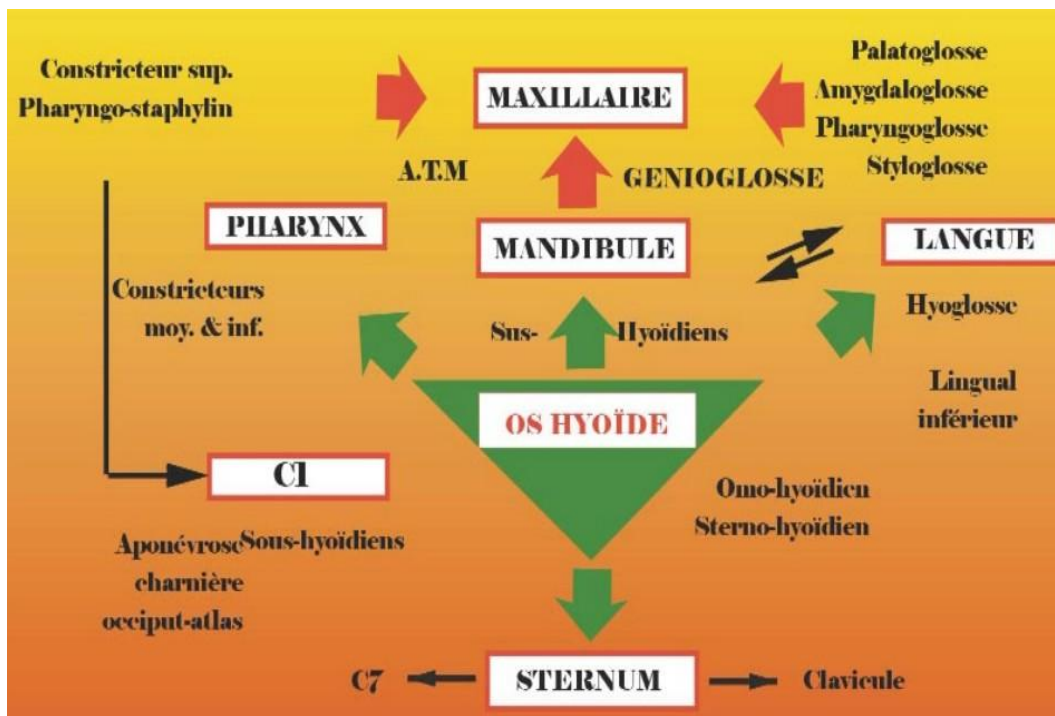 Constricteur sup.
Pharyngo-staphylin
MAXILLAIRE
Palatoglosse
Amygdaloglosse
Pharyngoglosse
Styloglosse
A.T.M
GENIOGLOSSE
PHARYNX
MANDIBULE
LANGUE
Constricteurs
moy. & inf.
Sus- Hyoïdiens
Hyoglosse
Lingual
inférieur
OS HYOÏDE
C1
Omo-hyoïdien
Sterno-hyoïdien
Aponévrose Sous-hyoïdiens
charnière
occiput-atlas
C7
STERNUM
Clavicule